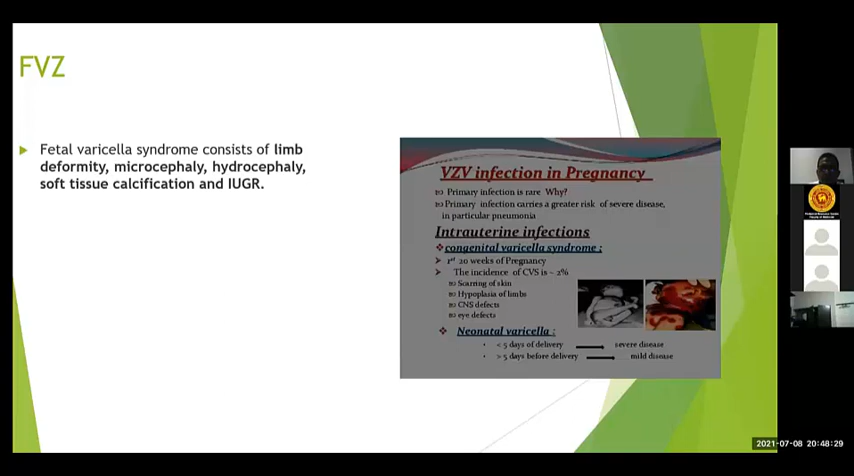 FVZ
Fetal varicella syndrome consists of limb
deformity, microcephaly, hydrocephaly,
soft tissue calcification and IUGR.
VZV infection in Pregnancy
Primary infection is rare Why?
Primary infection carries a greater risk of severe disease,
in particular pneumonia
Intrauterine infections
congenital varicella syndrome :
1st 20 weeks of Pregnancy
The incidence of CVS is ~ 2%
Scarring of skin
Hypoplasia of limbs
CNS defects
eye defects
Neonatal varicella :
< 5 days of delivery severe disease
> 5 days before delivery mild disease
2021-07-08 20:48:29